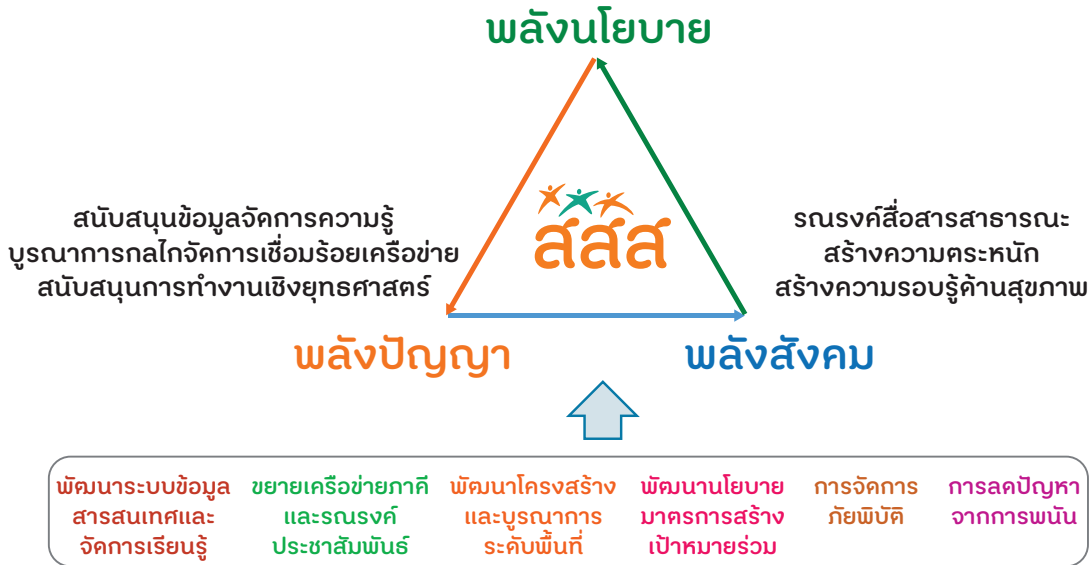 พลังนโยบาย
สสส
สนับสนุนข้อมูลจัดการความรู้
บูรณาการกลไกจัดการเชื่อมร้อยเครือข่าย
สนับสนุนการทำงานเชิงยุทธศาสตร์
รณรงค์สื่อสารสาธารณะ
สร้างความตระหนัก
สร้างความรอบรู้ค้านสุขภาพ
พลังปัญญา
พลังสังคม
พัฒนาระบบข้อมูล
สารสนเทศและ
จัดการเรียนรู้
ขยายเครือข่ายภาคี
และรณรงค์
ประชาสัมพันธ์
พัฒนาโครงสร้าง
และบูรณาการ
ระดับพื้นที่
พัฒนานโยบาย
มาตรการสร้าง
เป้าหมายร่วม
การจัดการ
ภัยพิบัติ
การลดปัญหา
จากการพนัน